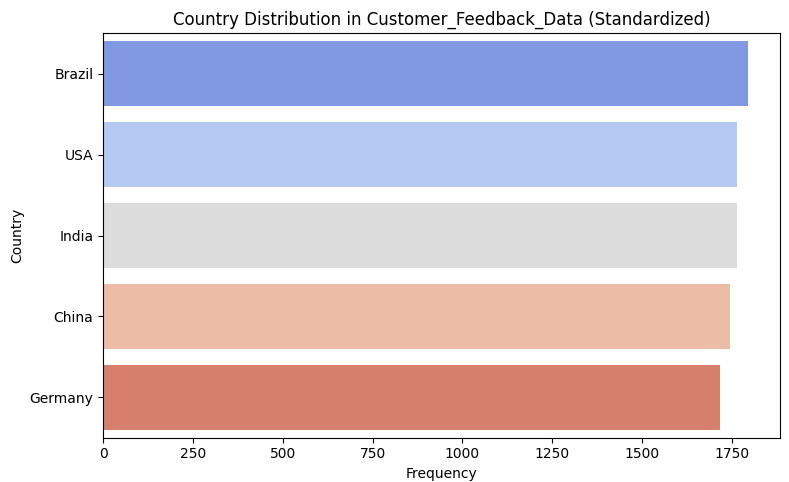 Country Distribution in Customer_Feedback_Data (Standardized)
Country
Brazil
USA
India
China
Germany
0 250 500 750 1000 1250 1500 1750
Frequency